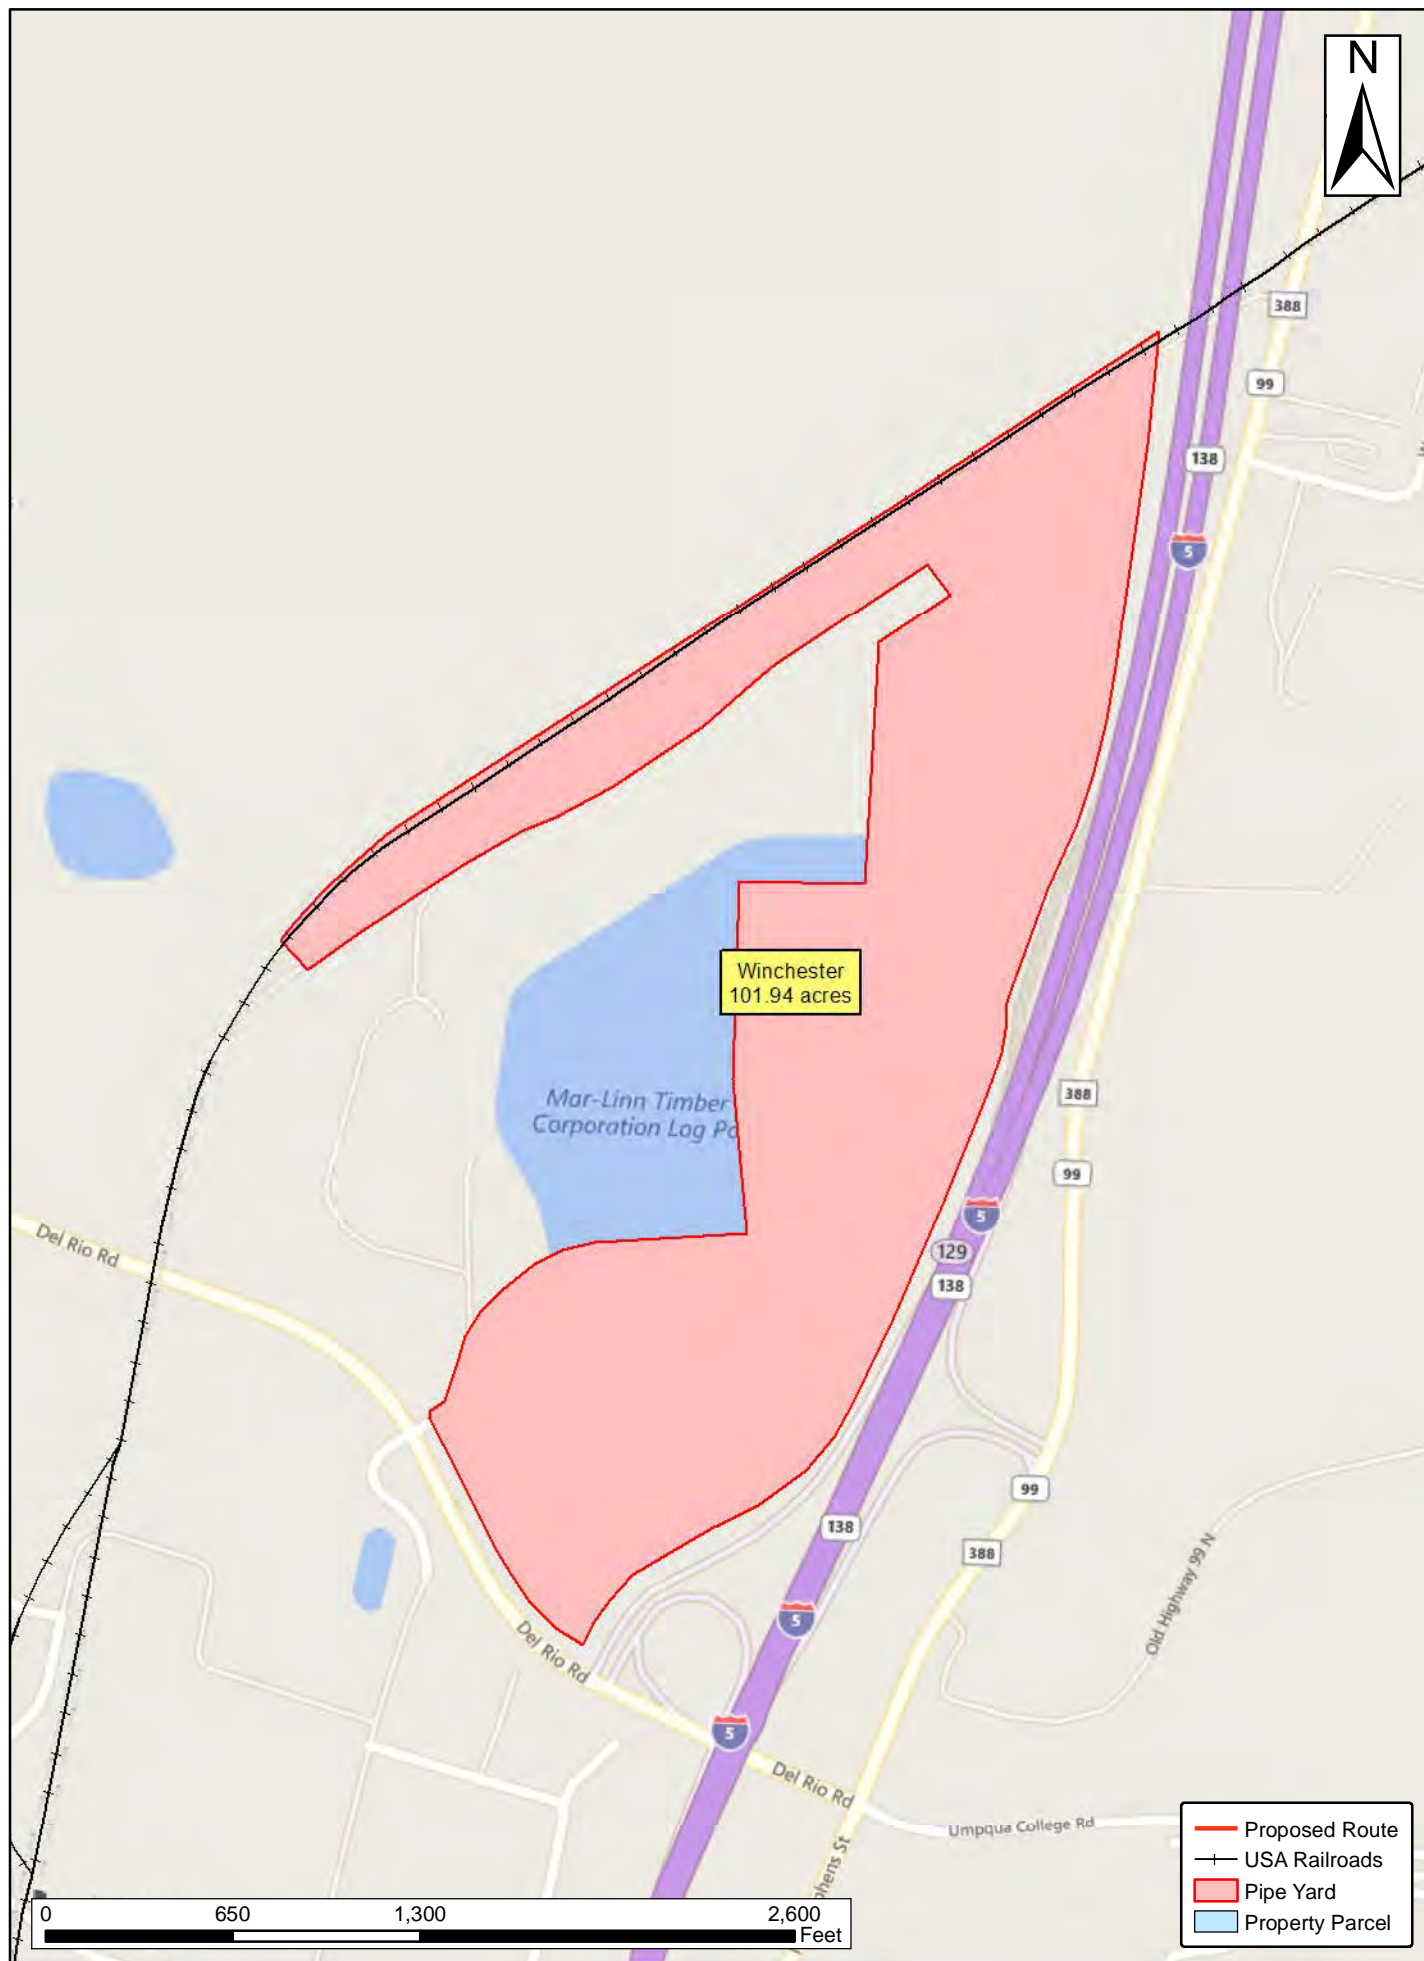 N
388
99
138
5
Winchester
101.94 acres
Mar-Linn Timber
Corporation Log Po
388
99
5
129
138
Del Rio Rd
99
138
388
Old Highway 99 N
5
Del Rio Rd
5
Del Rio Rd
Umpqua College Rd
phens St
Proposed Route
USA Railroads
Pipe Yard
Property Parcel
0 650 1,300 2,600
Feet